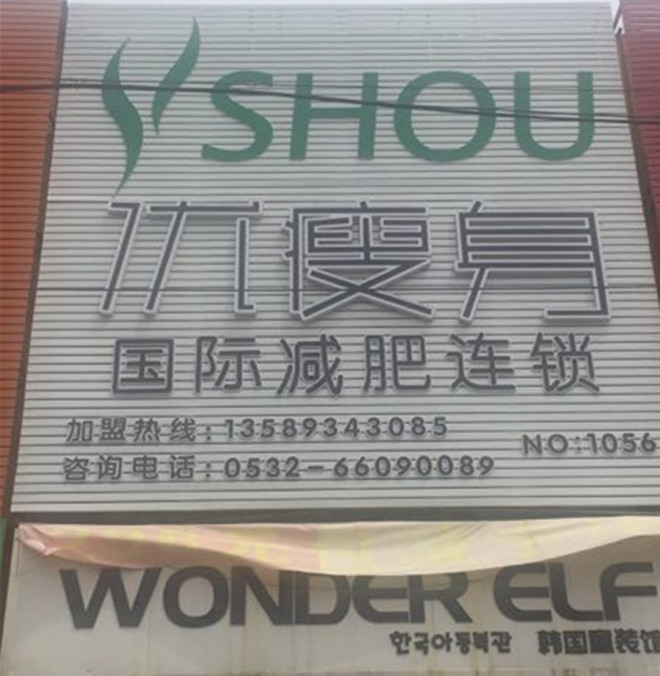 YSHOU
优瘦身
国际减肥连锁
加盟热线：13589343085
咨询电话：0532-66090089
NO:1056
WONDER ELF
한국아동복관 韩国童装馆